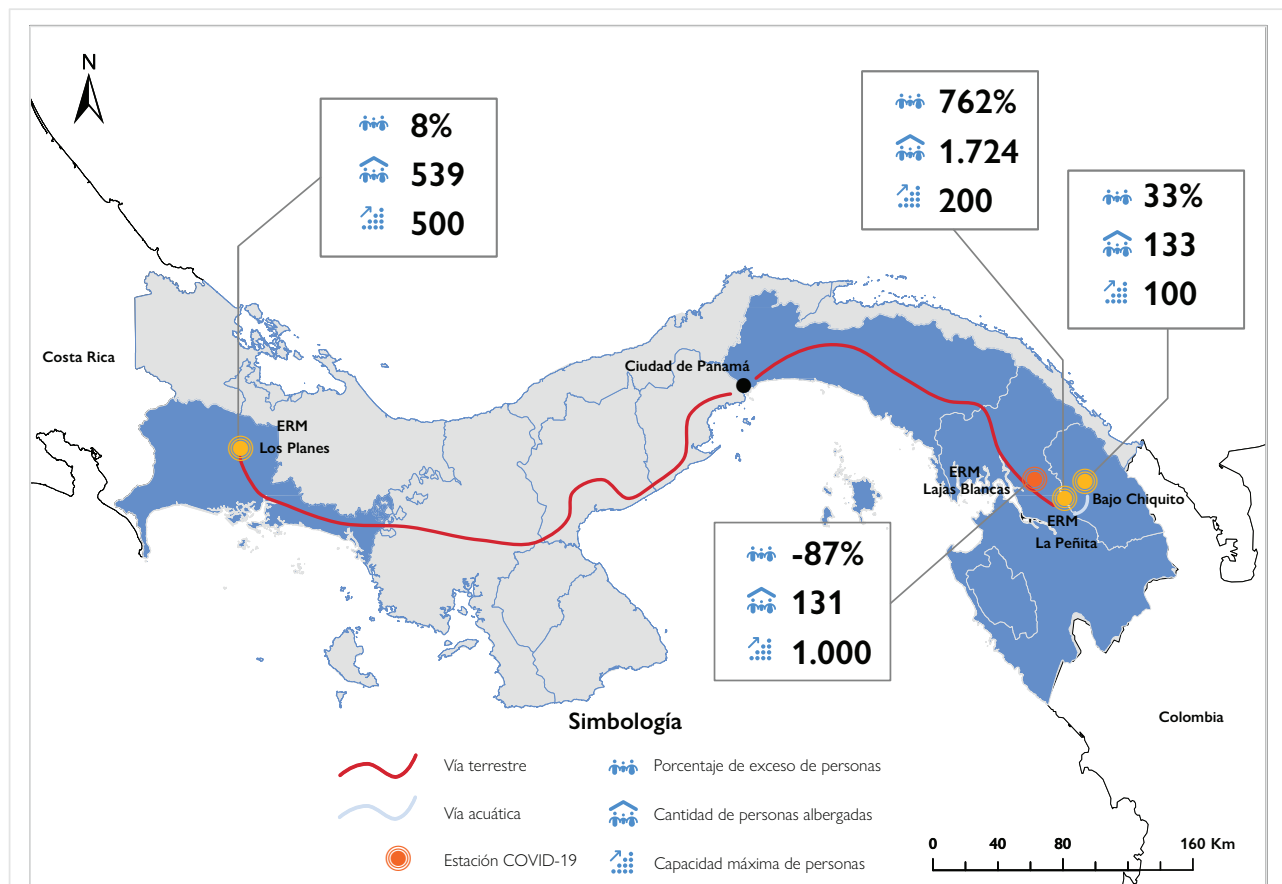 N
8%
539
500
762%
1.724
200
33%
133
100
Costa Rica
Ciudad de Panamá
ERM
Los Planes
ERM
Lajas Blancas
Bajo Chiquito
ERM
La Peñita
-87%
131
1.000
Colombia
Simbología
Vía terrestre
Porcentaje de exceso de personas
Vía acuática
Cantidad de personas albergadas
Estación COVID-19
Capacidad máxima de personas
0 40 80 160 Km